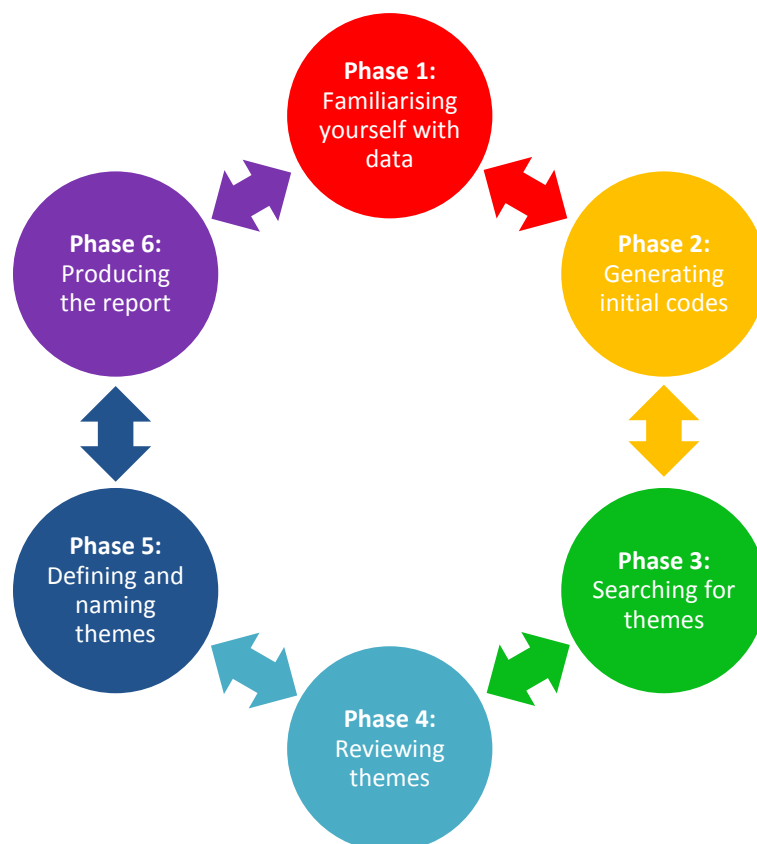 Phase 1:
Familiarising
yourself with
data
Phase 2:
Generating
initial codes
Phase 3:
Searching for
themes
Phase 4:
Reviewing
themes
Phase 5:
Defining and
naming
themes
Phase 6:
Producing
the report